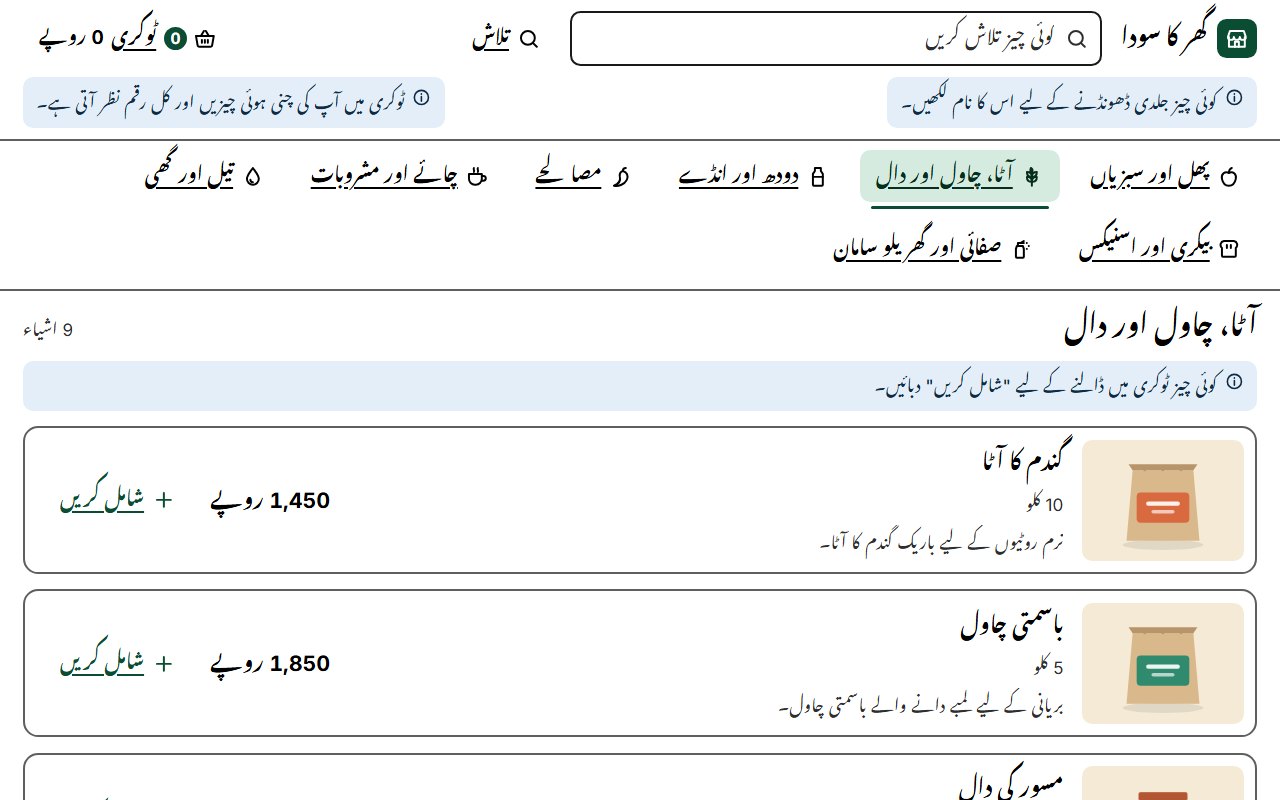 گھر کا سودا
کوئی چیز تلاش کریں
تلاش
0 ٹوکری 0 روپے
کوئی چیز جلدی ڈھونڈنے کے لیے اس کا نام لکھیں۔
ٹوکری میں آپ کی چنی ہوئی چیزیں اور کل رقم نظر آتی ہے۔
پھل اور سبزیاں
آٹا، چاول اور دال
دودھ اور انڈے
مصالحے
چائے اور مشروبات
تیل اور گھی
بیکری اور اسنیکس
صفائی اور گھریلو سامان
آٹا، چاول اور دال
9 اشیاء
کوئی چیز ٹوکری میں ڈالنے کے لیے "شامل کریں" دبائیں۔
گندم کا آٹا
10 کلو
نرم روٹیوں کے لیے باریک گندم کا آٹا۔
1,450 روپے
+ شامل کریں
باسمتی چاول
5 کلو
بریانی کے لیے لمبے دانے والے باسمتی چاول۔
1,850 روپے
+ شامل کریں
مسور کی دال